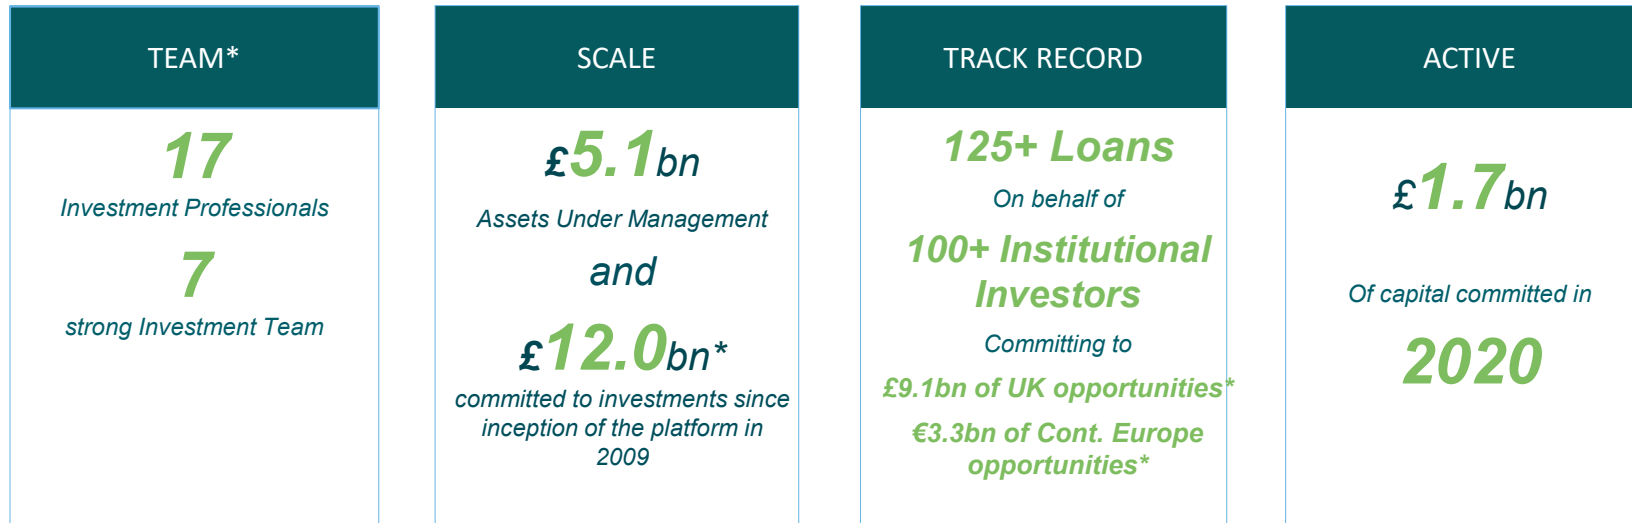 TEAM*
17
Investment Professionals
7
strong Investment Team
SCALE
£5.1bn
Assets Under Management
and
£12.0bn*
committed to investments since
inception of the platform in
2009
TRACK RECORD
125+ Loans
On behalf of
100+ Institutional
Investors
Committing to
£9.1bn of UK opportunities*
€3.3bn of Cont. Europe
opportunities*
ACTIVE
£1.7bn
Of capital committed in
2020